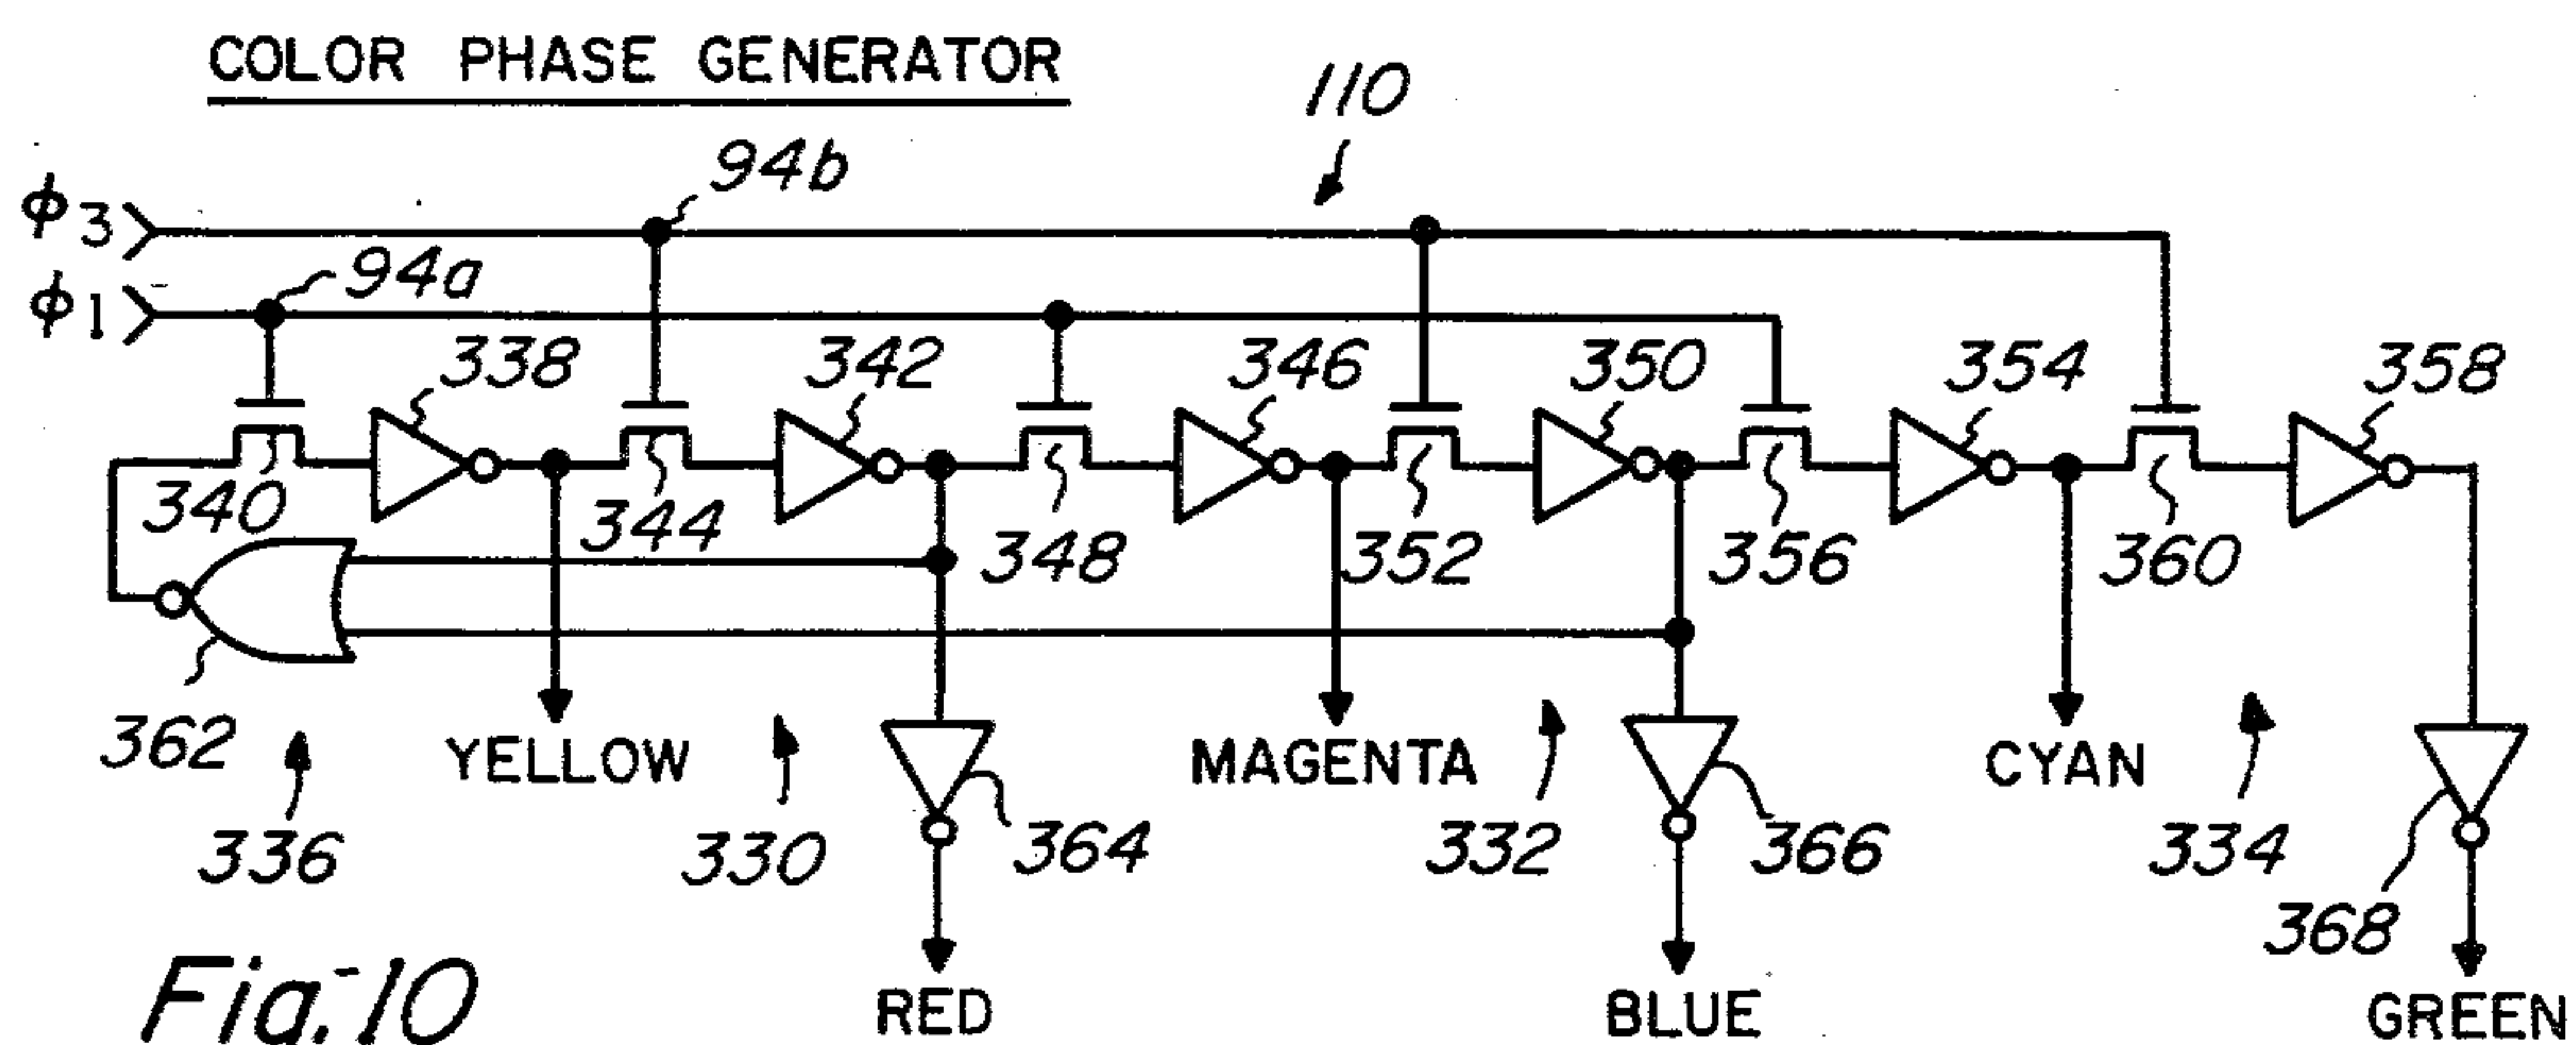 COLOR PHASE GENERATOR
110
94b
ϕ3
94a
ϕ1
338
342
346
350
354
358
340
344
348
352
356
360
362
YELLOW
MAGENTA
CYAN
336
330
364
332
366
334
368
RED
BLUE
GREEN
Fig. 10